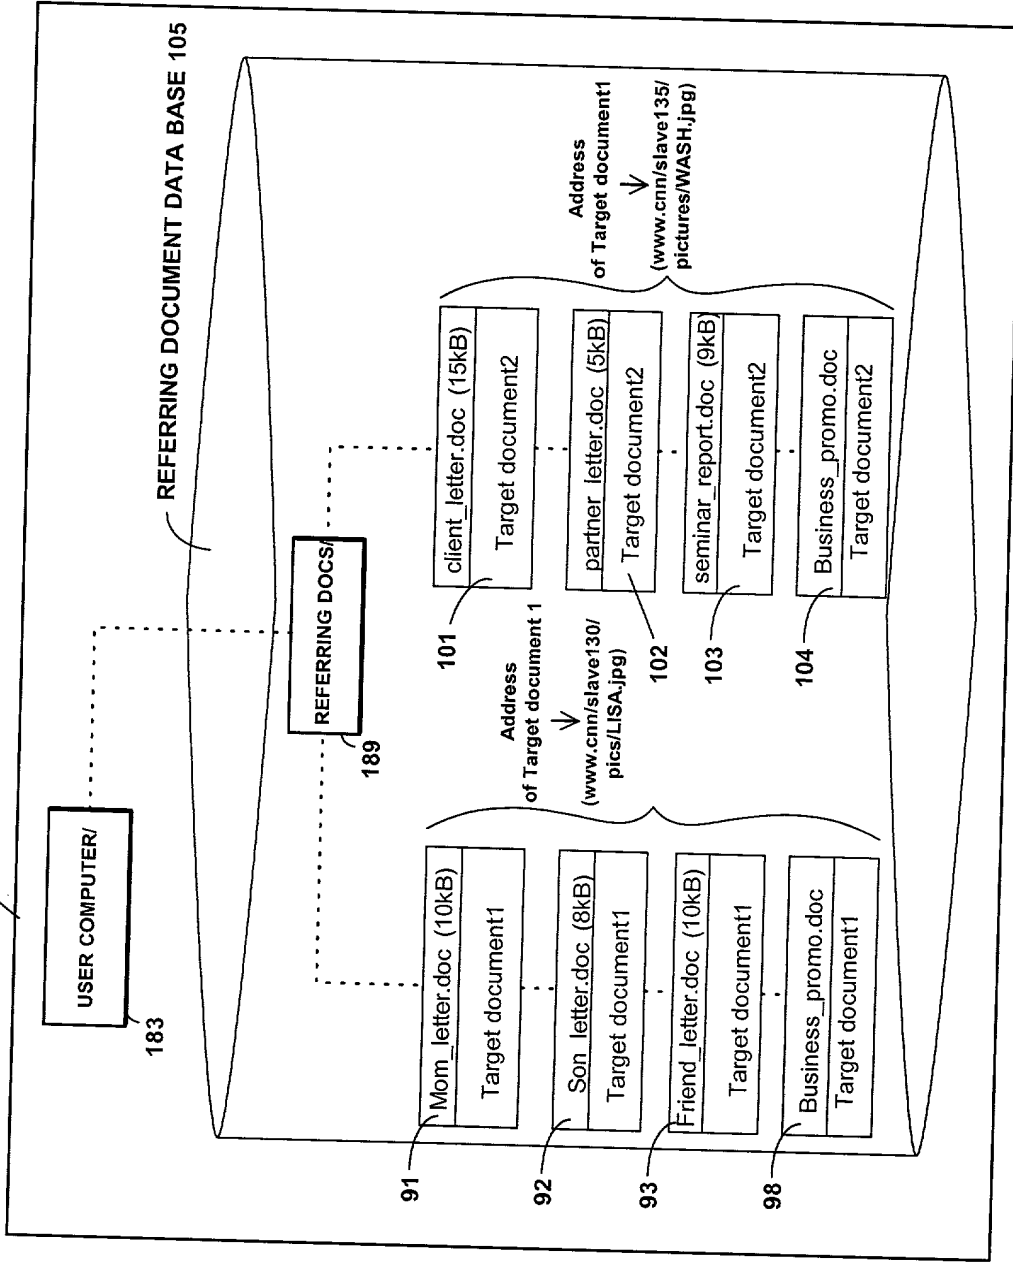 REFERRING DOCUMENT DATA BASE 105
USER COMPUTER/
183
REFERRING DOCS/
189
91
Mom_letter.doc (10kB)
Target document1
92
Son_letter.doc (8kB)
Target document1
93
Friend_letter.doc (10kB)
Target document1
98
Business_promo.doc
Target document1
Address
of Target document 1
(www.cnn/slave130/
pics/LISA.jpg)
101
client_letter.doc (15kB)
Target document2
102
partner_letter.doc (5kB)
Target document2
103
seminar_report.doc (9kB)
Target document2
104
Business_promo.doc
Target document2
Address
of Target document1
(www.cnn/slave135/
pictures/WASH.jpg)